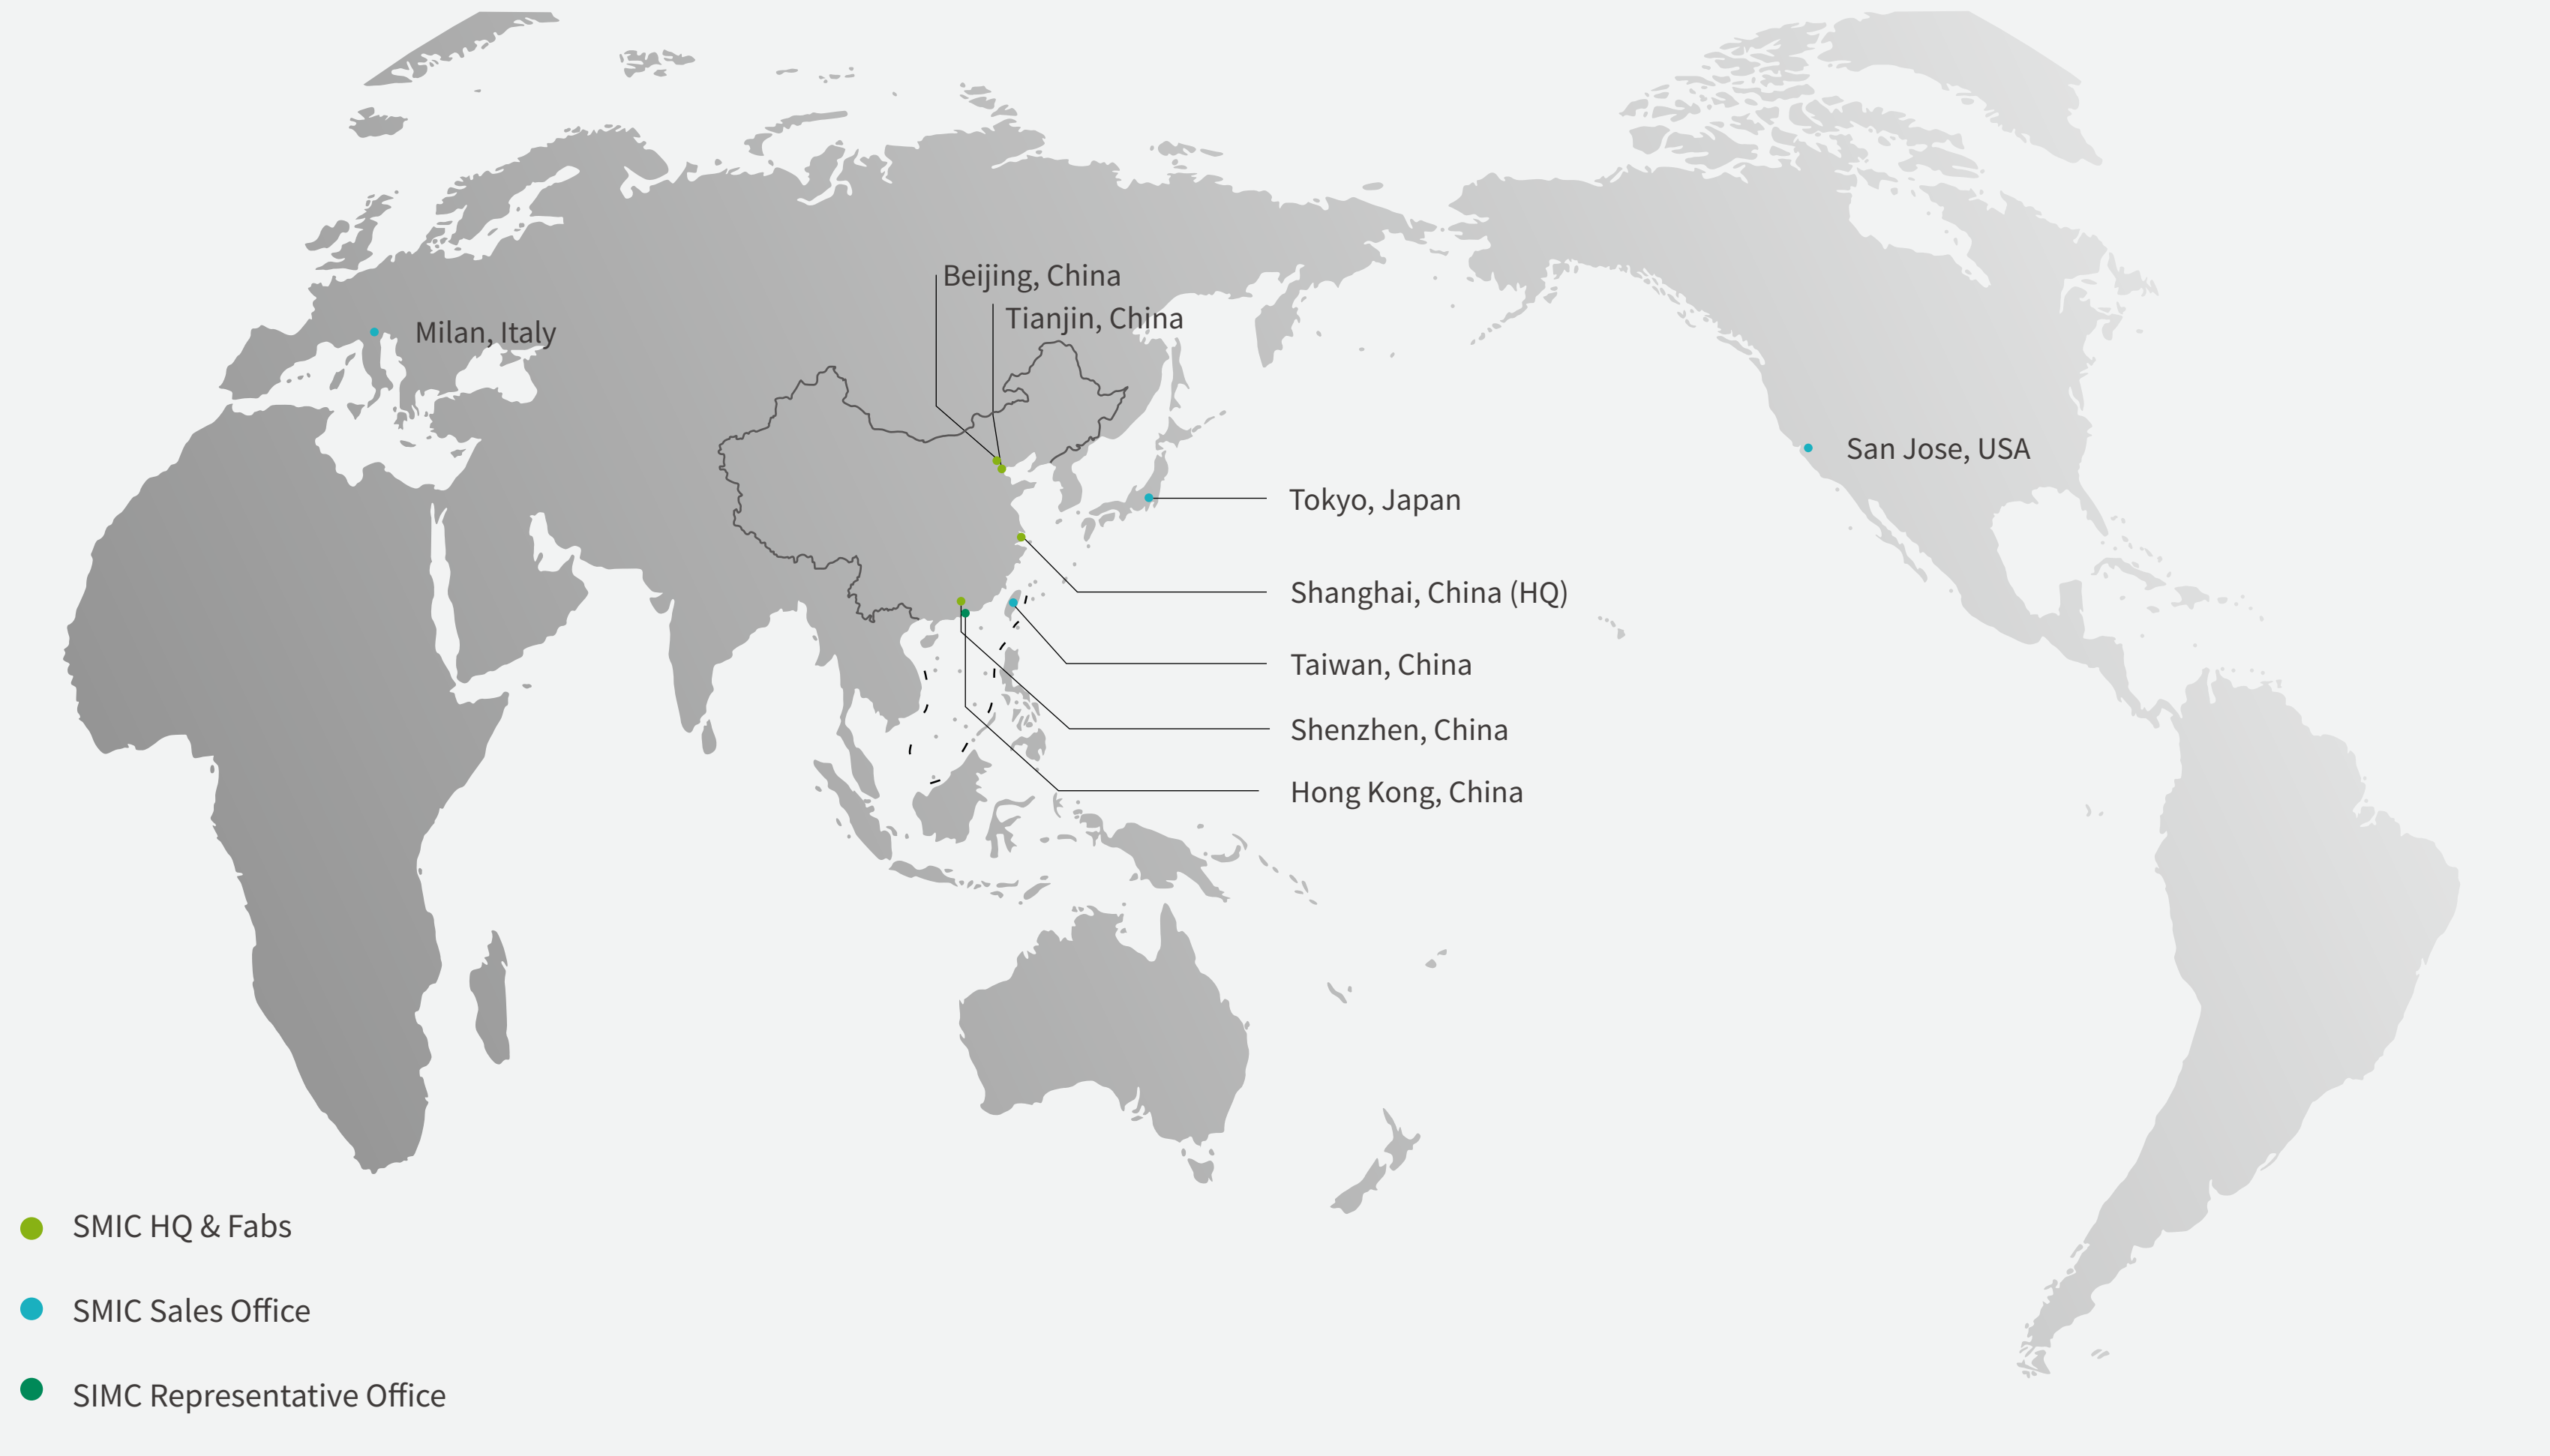 Beijing, China
Tianjin, China
Milan, Italy
San Jose, USA
Tokyo, Japan
Shanghai, China (HQ)
Taiwan, China
Shenzhen, China
Hong Kong, China
SMIC HQ & Fabs
SMIC Sales Office
SIMC Representative Office